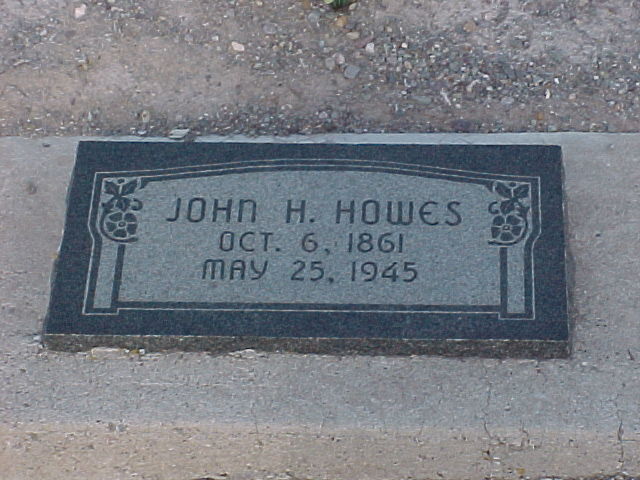 JOHN H. HOWES
OCT. 6, 1861
MAY 25, 1945